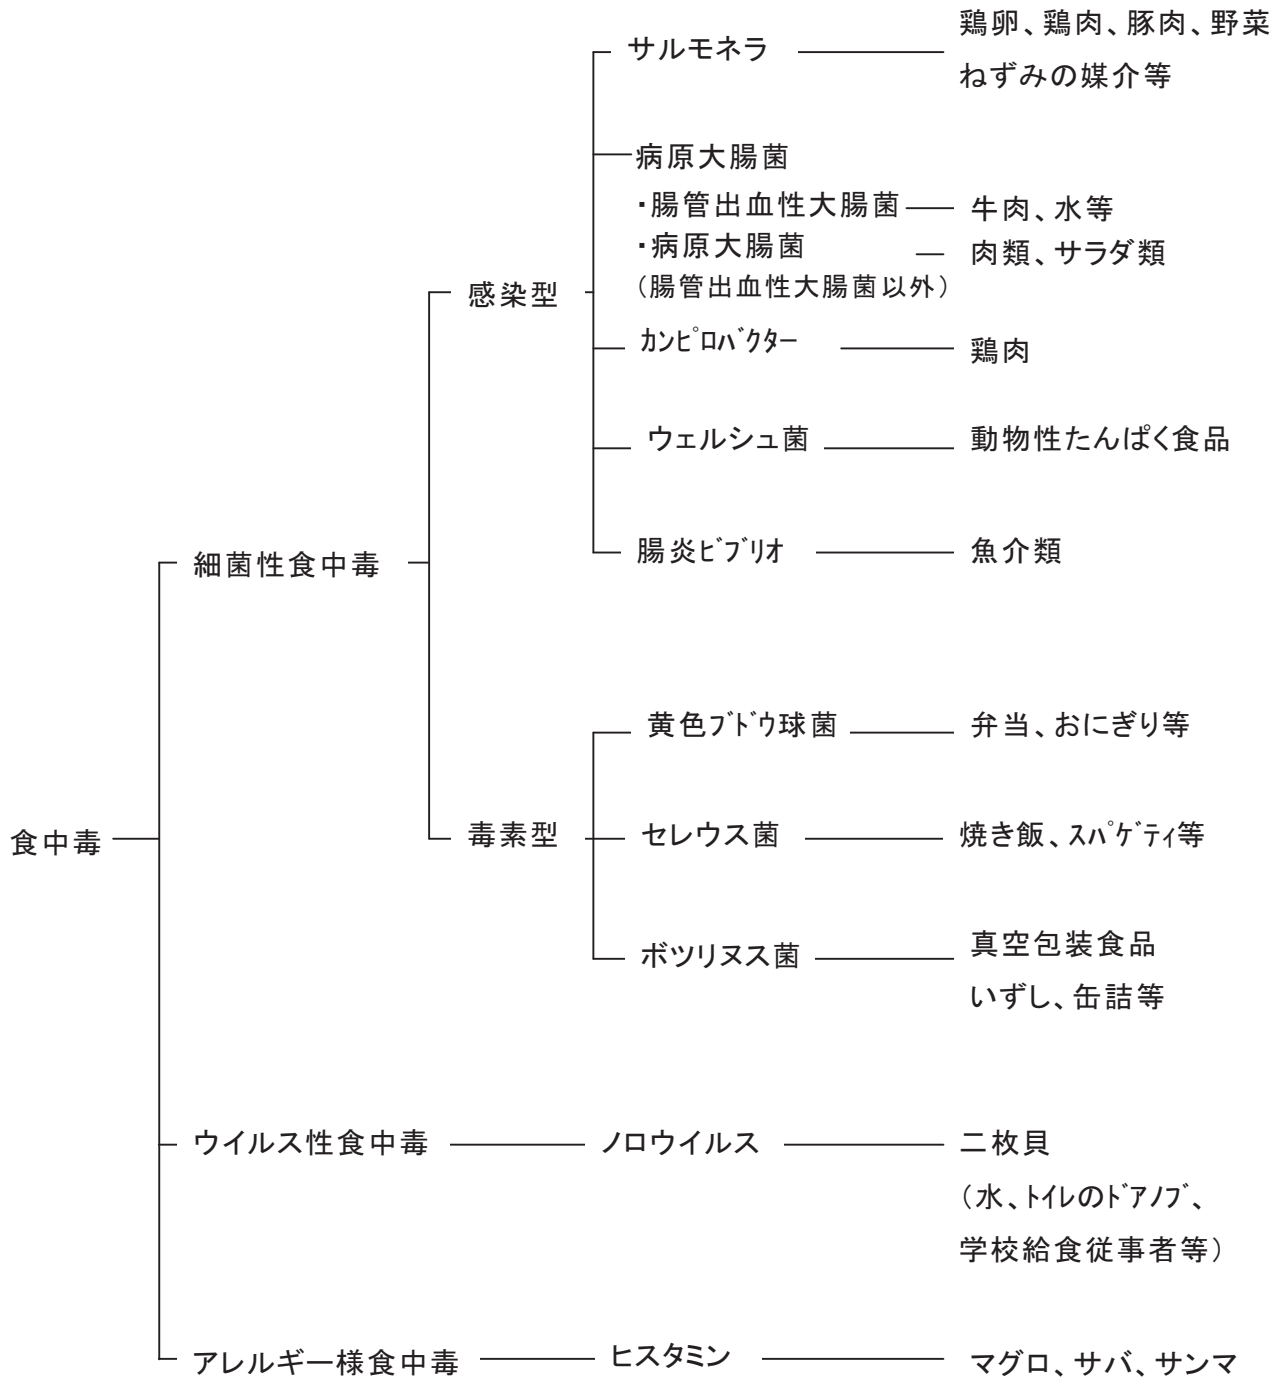 サルモネラ
鶏卵、鶏肉、豚肉、野菜
ねずみの媒介等
病原大腸菌
・腸管出血性大腸菌
牛肉、水等
・病原大腸菌
肉類、サラダ類
(腸管出血性大腸菌以外)
感染型
カンピロバクター
鶏肉
ウェルシュ菌
動物性たんぱく食品
腸炎ビブリオ
魚介類
細菌性食中毒
黄色ブドウ球菌
弁当、おにぎり等
食中毒
毒素型
セレウス菌
焼き飯、スパゲティ等
ボツリヌス菌
真空包装食品
いずし、缶詰等
ウイルス性食中毒
ノロウイルス
二枚貝
(水、トイレのドアノブ、
学校給食従事者等)
アレルギー様食中毒
ヒスタミン
マグロ、サバ、サンマ